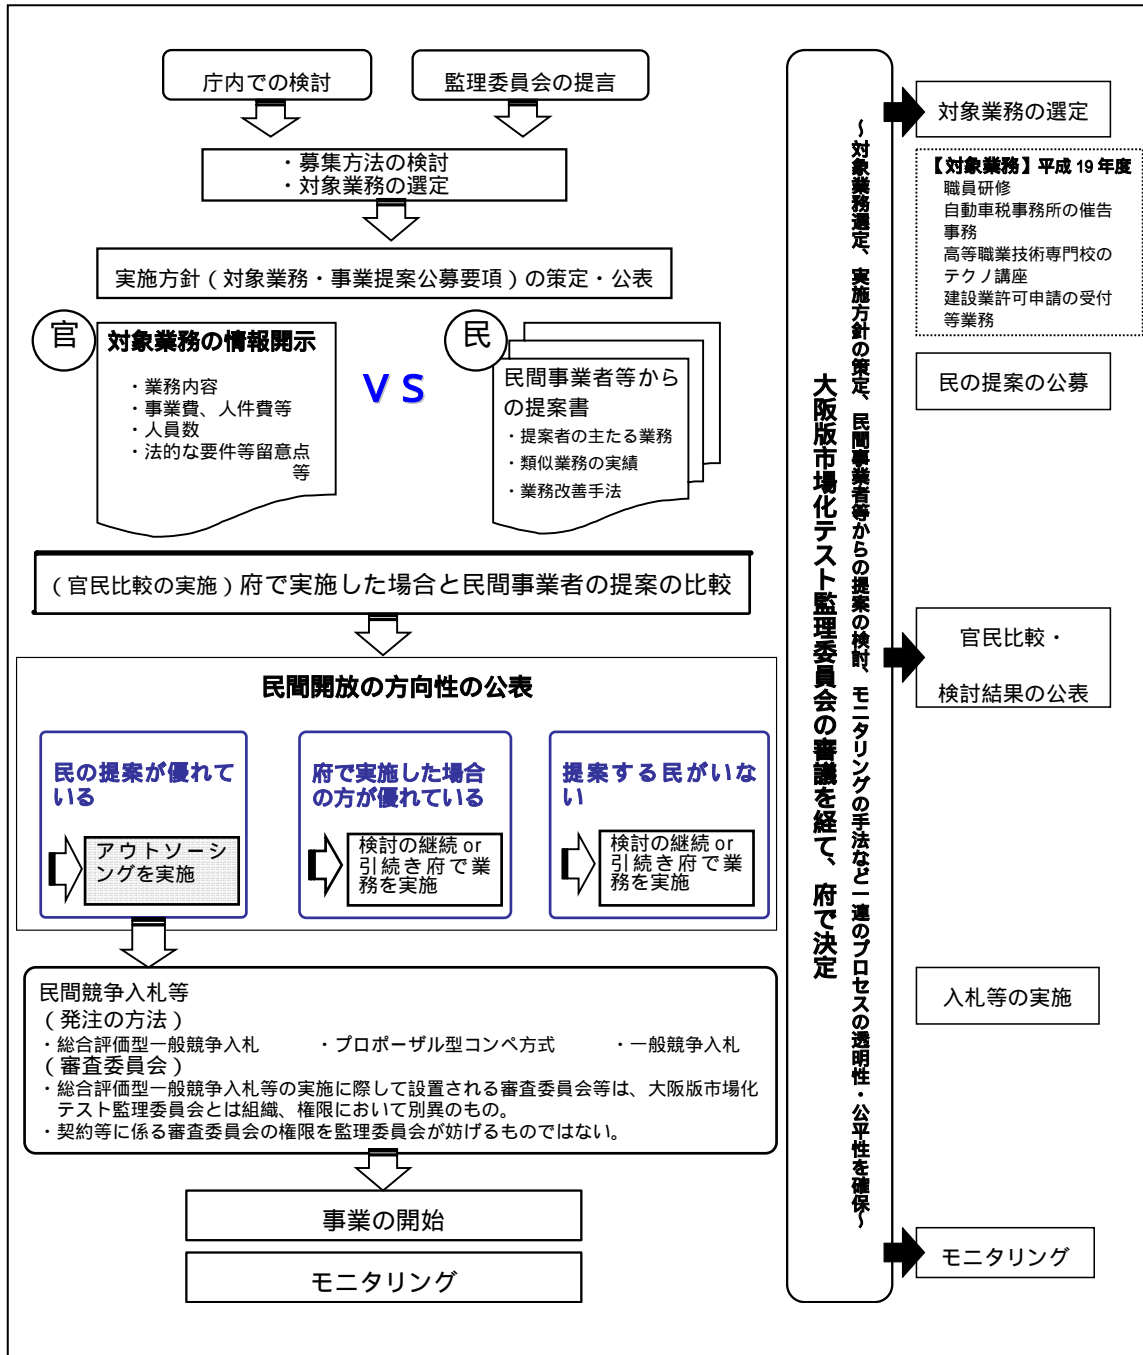 庁内での検討
監理委員会の提言
・募集方法の検討
・対象業務の選定
実施方針(対象業務・事業提案公募要項)の策定・公表
官
対象業務の情報開示
・業務内容
・事業費、人件費等
・人員数
・法的な要件等留意点
等
VS
民
民間事業者等から
の提案書
・提案者の主たる業務
・類似業務の実績
・業務改善手法
(官民比較の実施)府で実施した場合と民間事業者の提案の比較
民間開放の方向性の公表
民の提案が優れて
いる
アウトソーシ
ングを実施
府で実施した場合
の方が優れている
検討の継続 or
引続き府で業
務を実施
提案する民がいな
い
検討の継続 or
引続き府で業
務を実施
民間競争入札等
(発注の方法)
・総合評価型一般競争入札 ・プロポーザル型コンペ方式 ・一般競争入札
(審査委員会)
・総合評価型一般競争入札等の実施に際して設置される審査委員会等は、大阪版市場化
テスト監理委員会とは組織、権限において別異のもの。
・契約等に係る審査委員会の権限を監理委員会が妨げるものではない。
事業の開始
モニタリング
~対象業務選定、実施方針の策定、民間事業者等からの提案の検討、モニタリングの手法など一連のプロセスの透明性・公平性を確保~
大阪版市場化テスト監理委員会の審議を経て、府で決定
対象業務の選定
【対象業務】平成 19 年度
職員研修
自動車税事務所の催告
事務
高等職業技術専門校の
テクノ講座
建設業許可申請の受付
等業務
民の提案の公募
官民比較・
検討結果の公表
入札等の実施
モニタリング